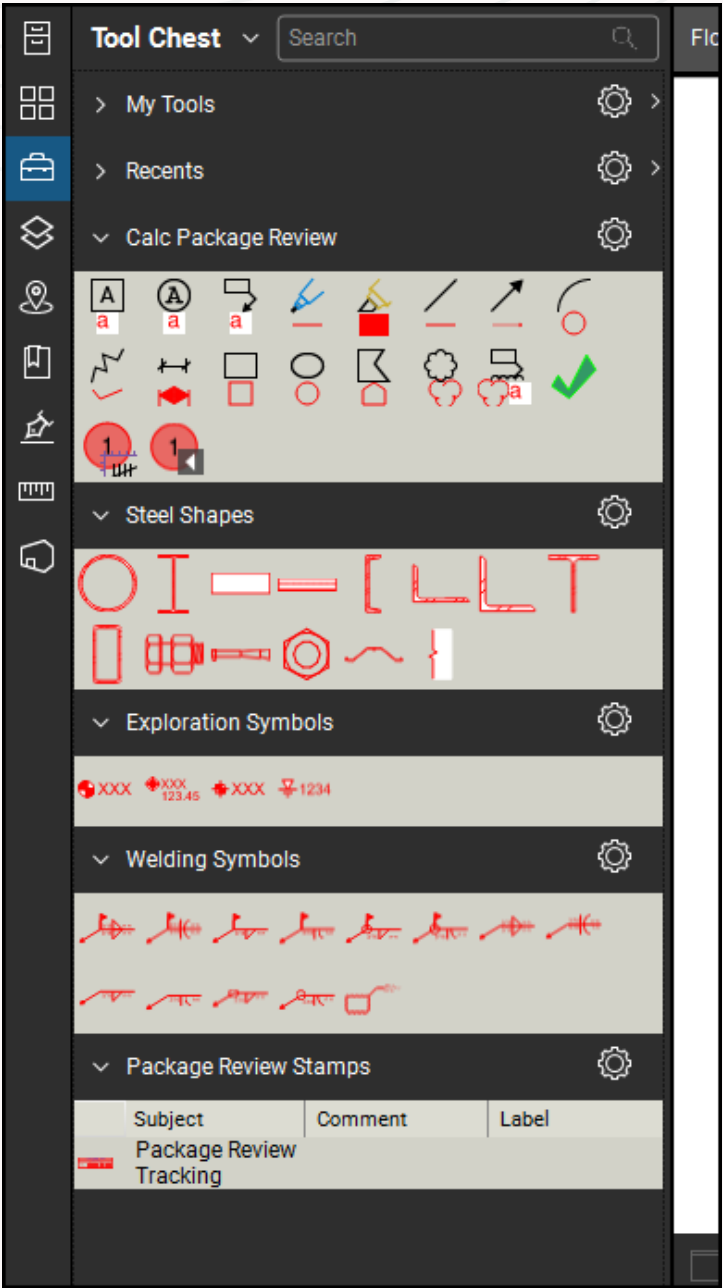 Tool Chest
Search
Flo
My Tools
Recents
Calc Package Review
A
A
a
a
a
a
1
1
Steel Shapes
Exploration Symbols
XXX
XXX
123.45
XXX
1234
Welding Symbols
Package Review Stamps
Subject Comment Label
Package Review
Tracking